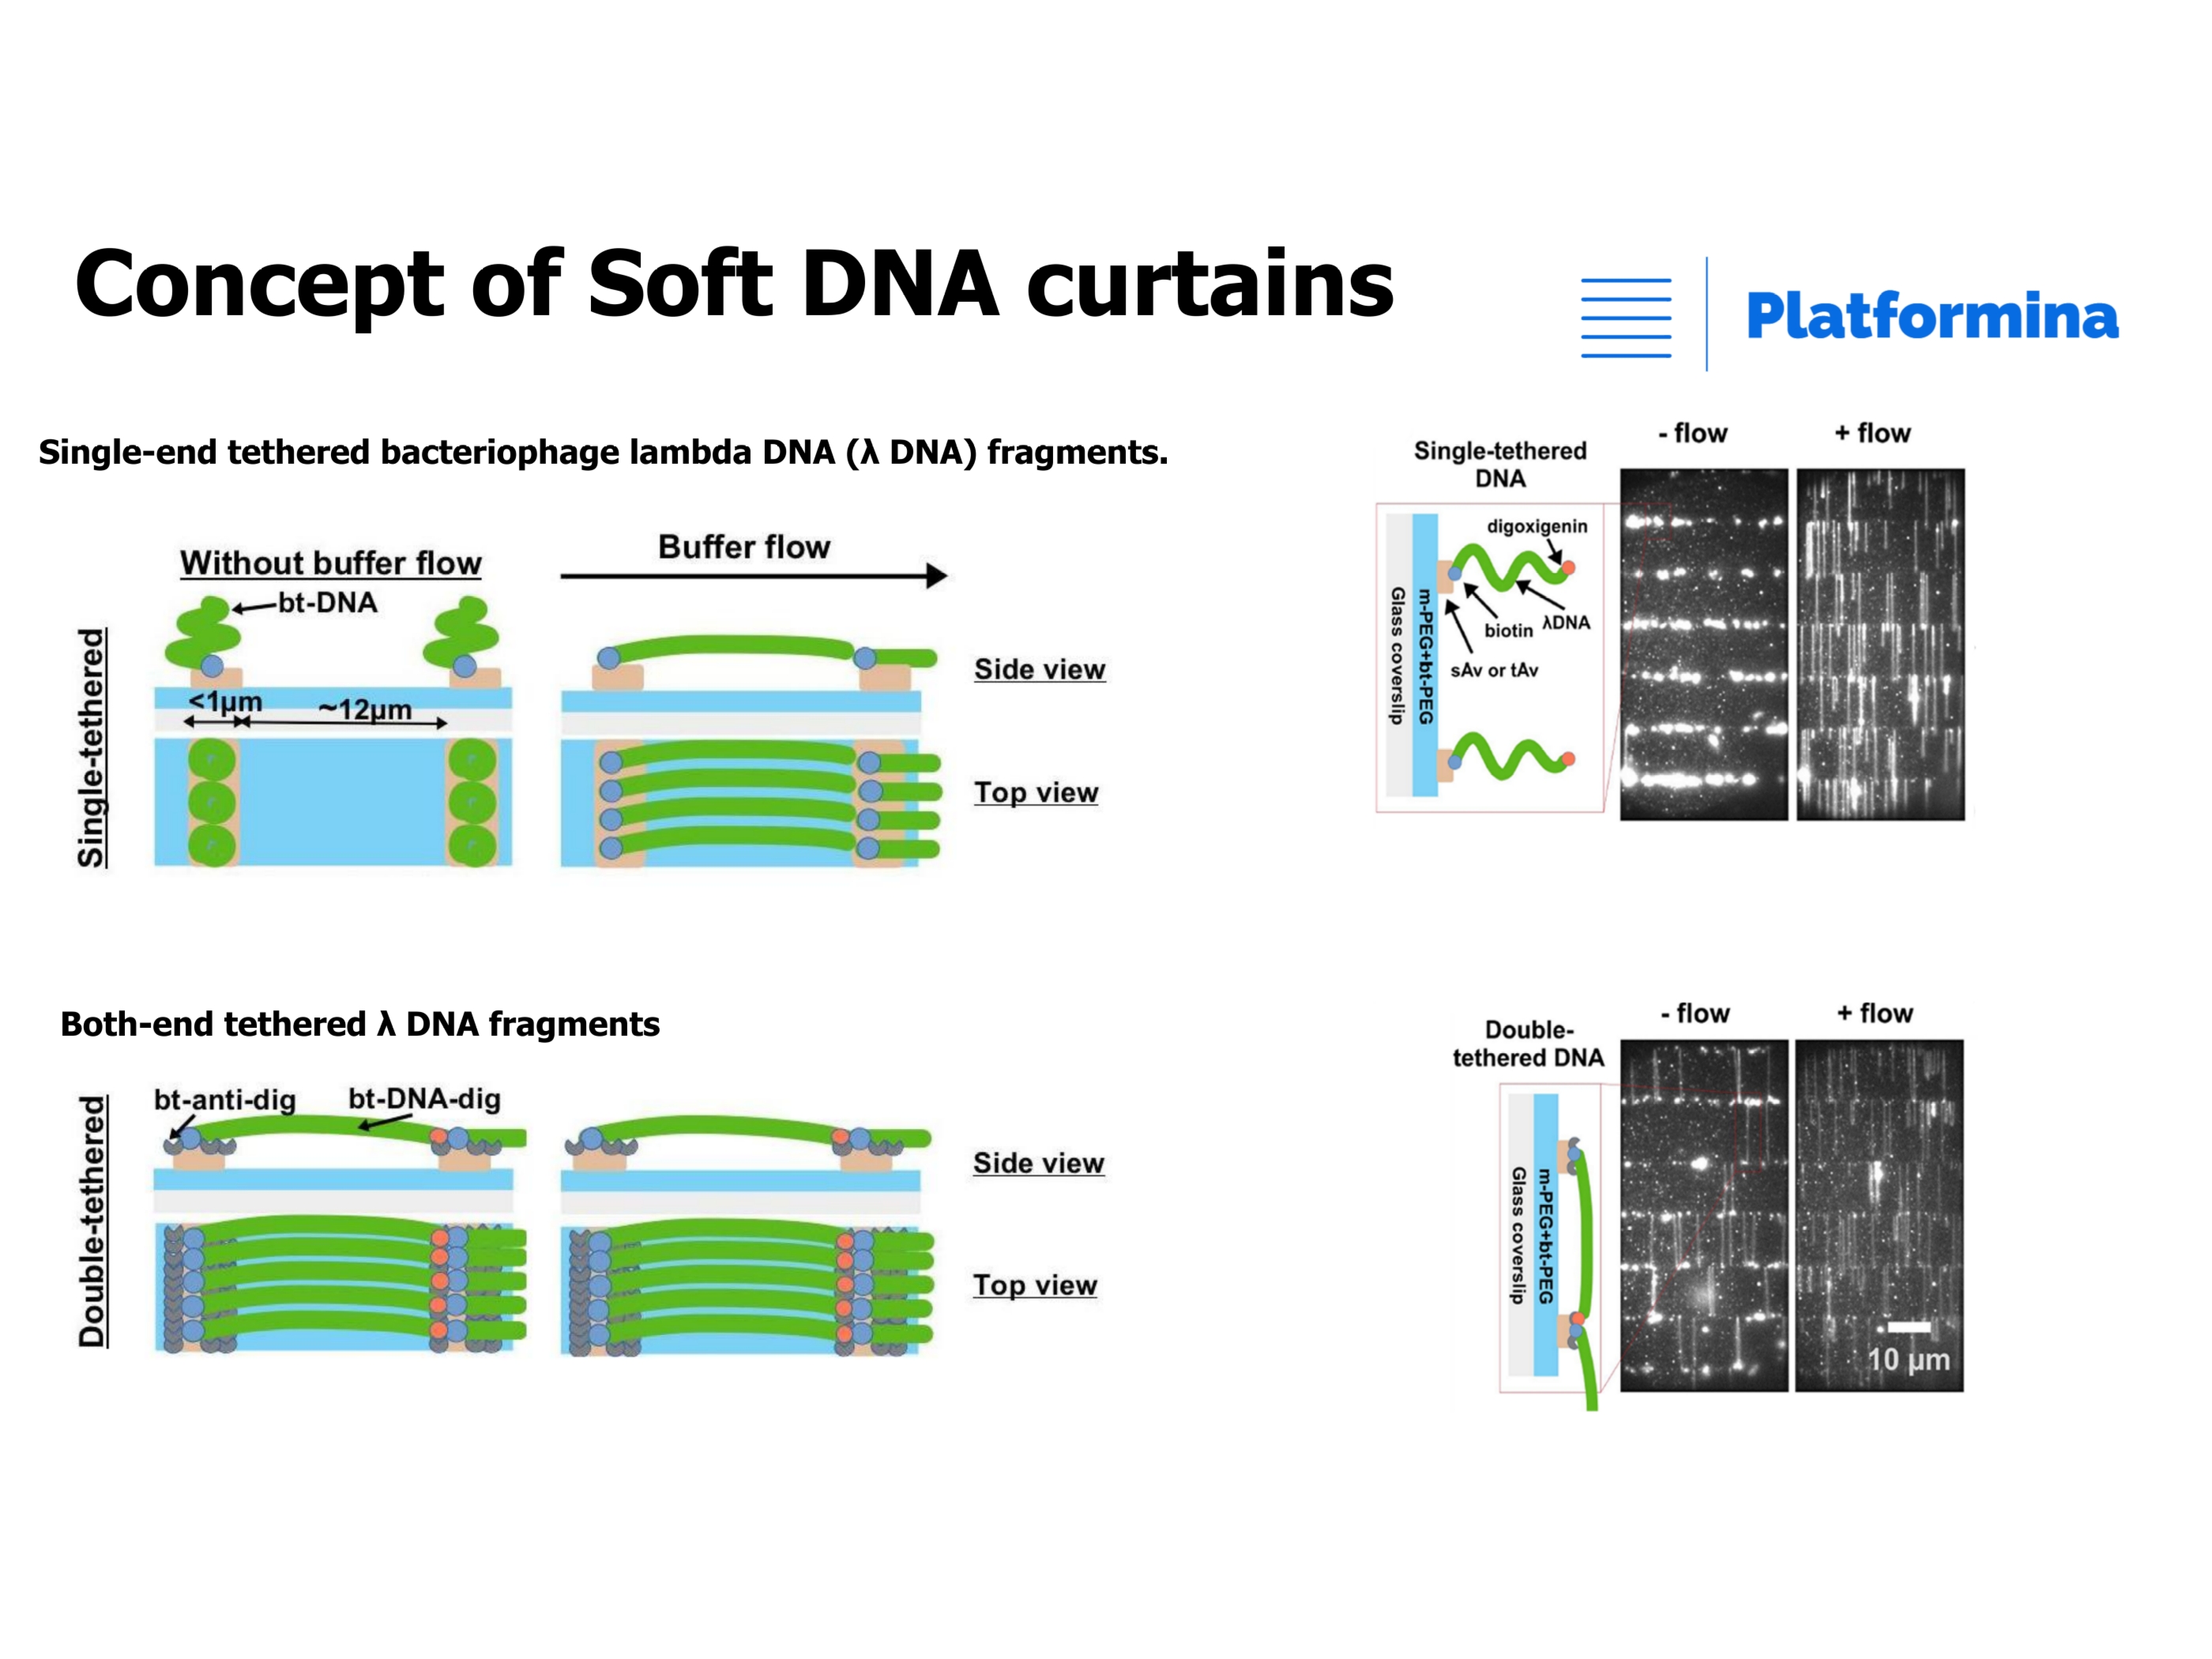 Concept of Soft DNA curtains
Platformina
Single-end tethered bacteriophage lambda DNA (λ DNA) fragments.
Single-tethered
Without buffer flow
bt-DNA
<1µm
~12µm
Buffer flow
Side view
Top view
Single-tethered
DNA
- flow
+ flow
digoxigenin
λDNA
biotin
sAv or tAv
m-PEG+bt-PEG
Glass coverslip
Both-end tethered λ DNA fragments
Double-tethered
bt-anti-dig
bt-DNA-dig
Side view
Top view
Double-
tethered DNA
- flow
+ flow
m-PEG+bt-PEG
Glass coverslip
10 µm